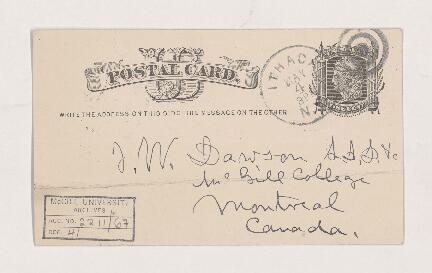 POSTAL CARD.
ITHACA
MAY
N.Y.
WRITE THE ADDRESS ON THIS SIDE - THE MESSAGE ON THE OTHER
J. W. Dawson
McGill College
Montreal
Canada.
McGILL UNIVERSITY
ARCHIVES
ACC. NO. 2211/67
REF. 41